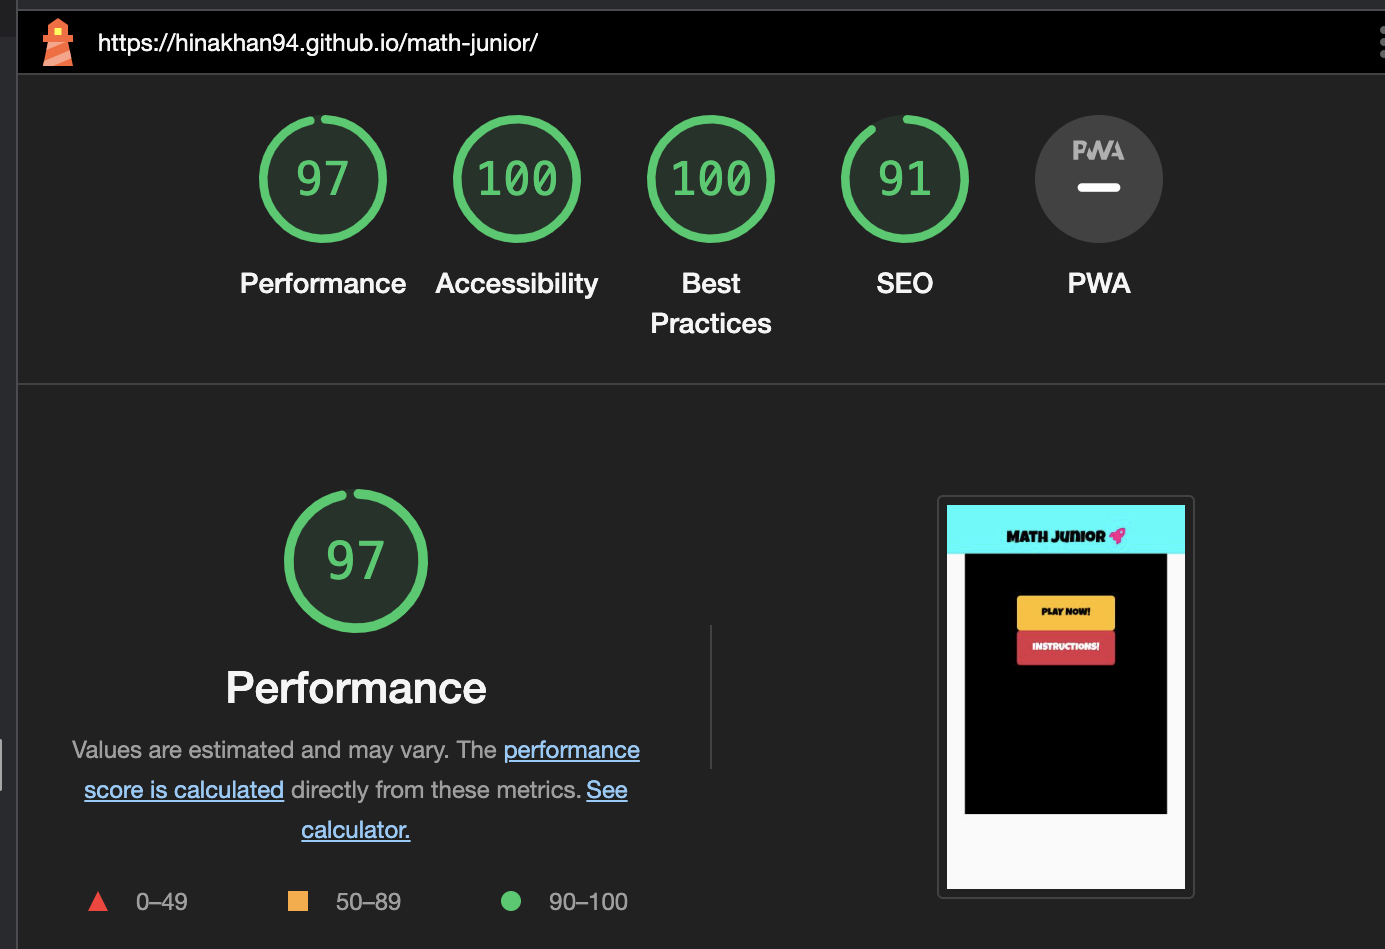 https://hinakhan94.github.io/math-junior/
97
100
100
91
PWA
Performance
Accessibility
Best
Practices
SEO
PWA
97
Performance
Values are estimated and may vary. The performance
score is calculated directly from these metrics. See
calculator.
0–49
50–89
90–100
MATH JUNIOR
PLAY NOW!
INSTRUCTIONS!